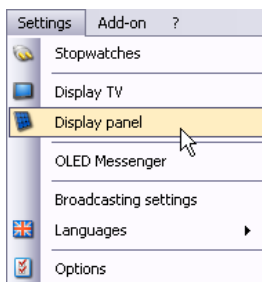 Settings Add-on ?
Stopwatches
Display TV
Display panel
OLED Messenger
Broadcasting settings
Languages
Options